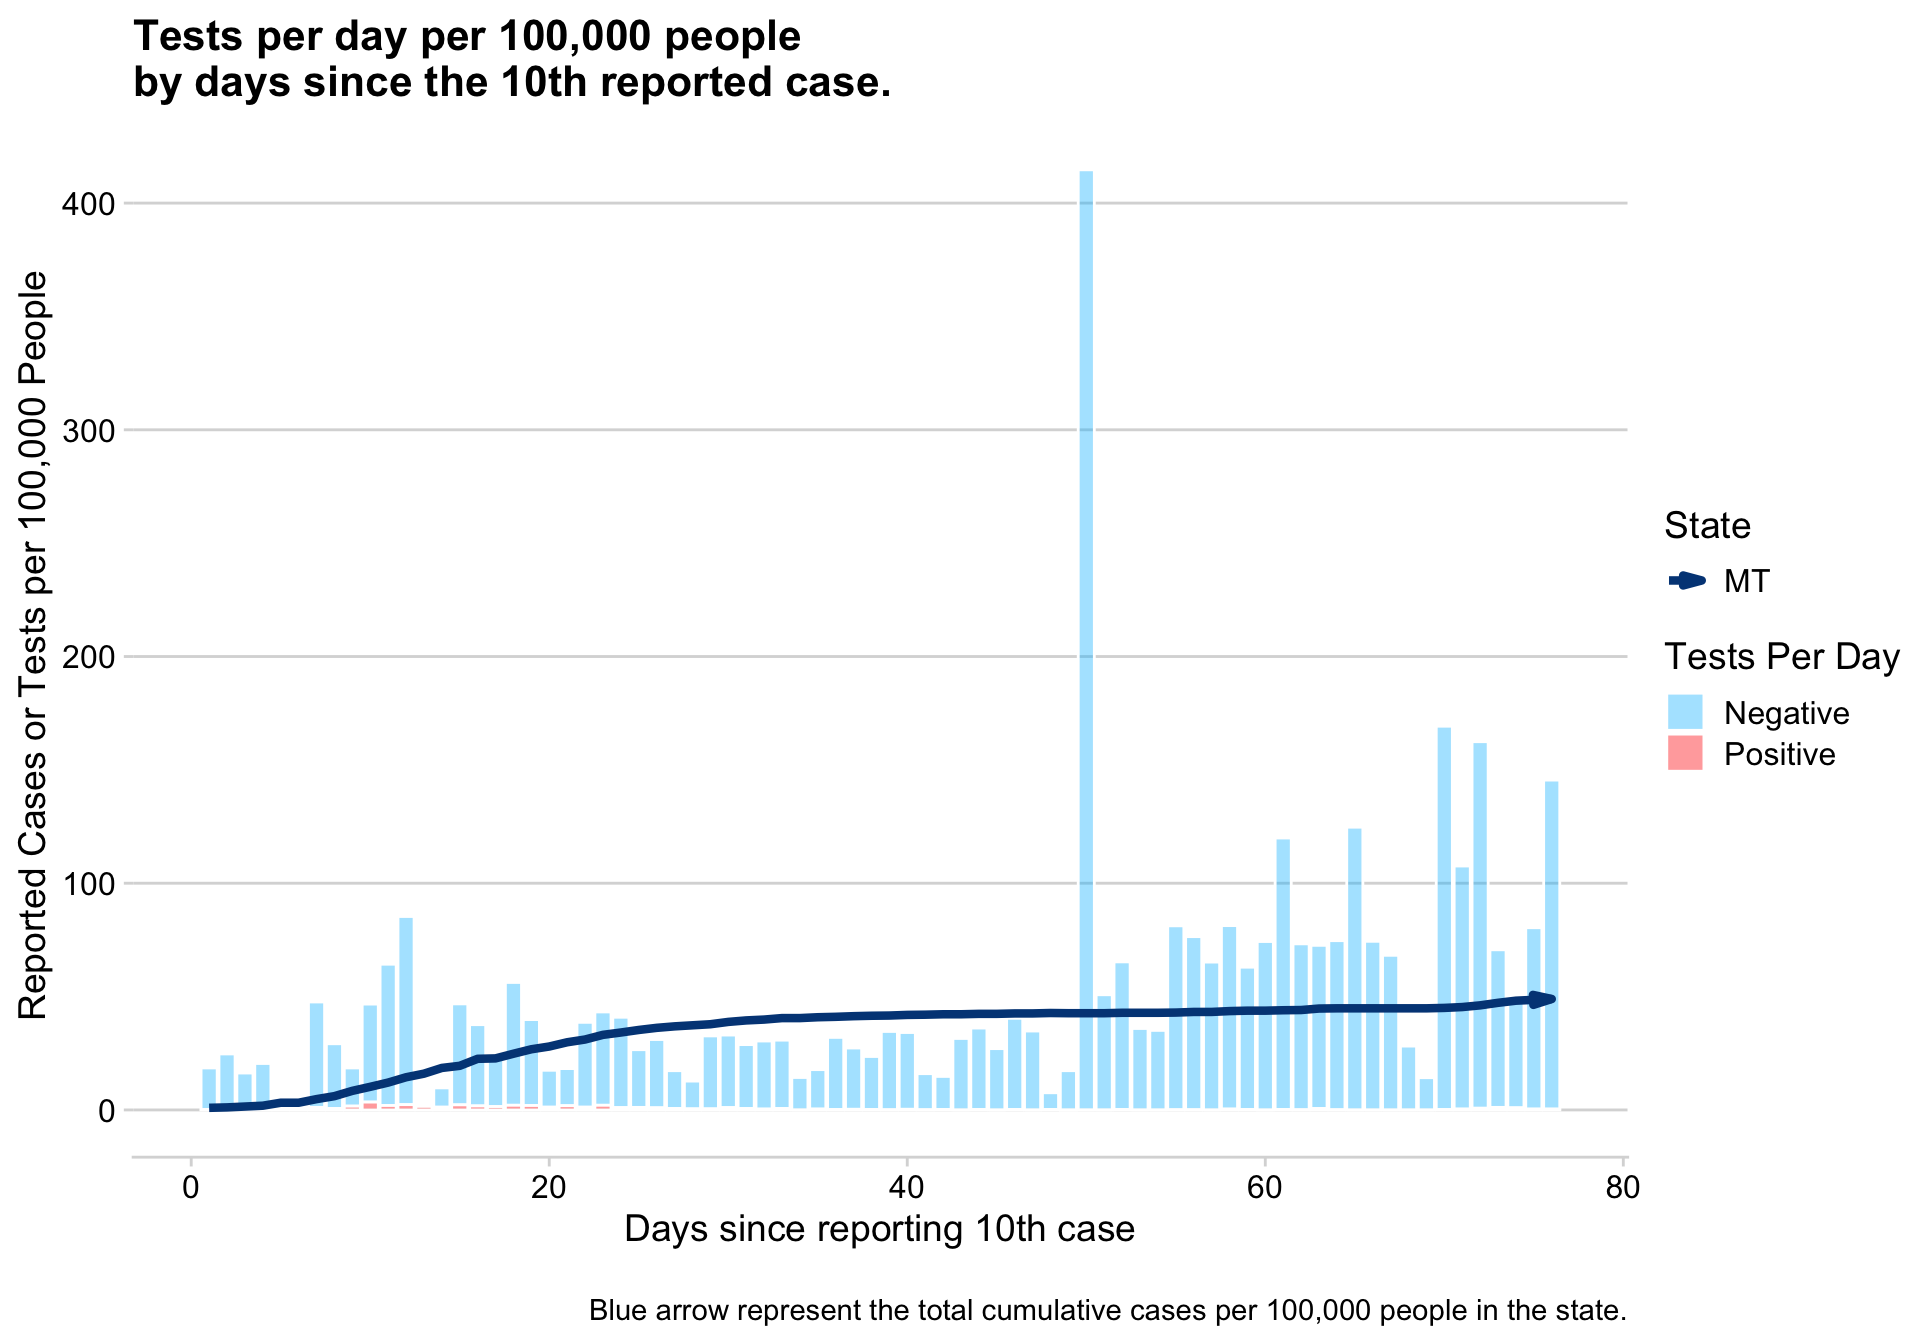 Tests per day per 100,000 people
by days since the 10th reported case.
Reported Cases or Tests per 100,000 People
400
300
200
100
0
0 20 40 60 80
Days since reporting 10th case
State
MT
Tests Per Day
Negative
Positive
Blue arrow represent the total cumulative cases per 100,000 people in the state.